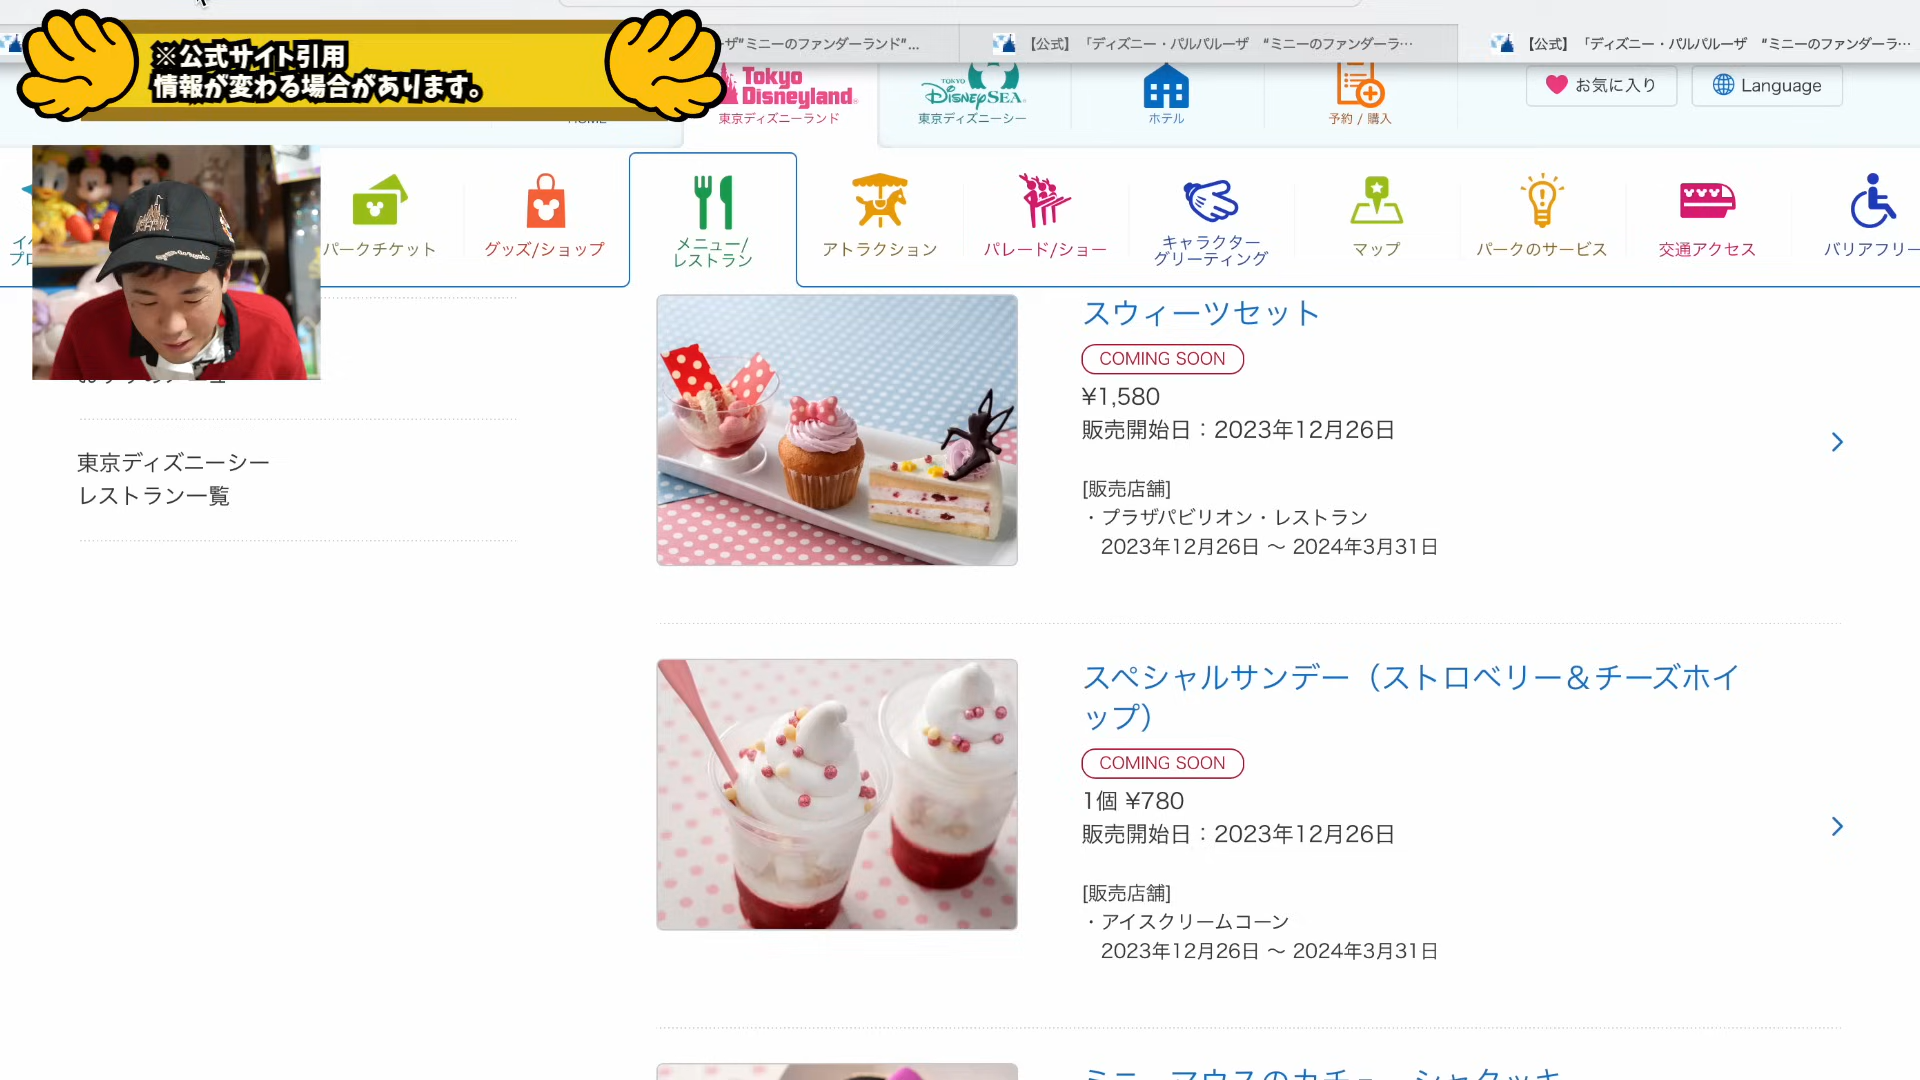 ザ"ミニーのファンダーランド”...
【公式】「ディズニー・パルパルーザ “ミニーのファンダーラ…
【公式】「ディズニー・パルパルーザ “ミニーのファンダーラ…
※公式サイト引用
情報が変わる場合があります。
Tokyo
Disneyland
東京ディズニーランド
TOKYO
DISNEYSEA
東京ディズニーシー
ホテル
予約 / 購入
お気に入り
Language
パークチケット
グッズ/ショップ
メニュー/
レストラン
アトラクション
パレード/ショー
キャラクター
グリーティング
マップ
パークのサービス
交通アクセス
バリアフリー
東京ディズニーシー
レストラン一覧
スウィーツセット
COMING SOON
¥1,580
販売開始日：2023年12月26日
[販売店舗]
・プラザパビリオン・レストラン
2023年12月26日 ～ 2024年3月31日
スペシャルサンデー（ストロベリー＆チーズホイ
ップ）
COMING SOON
1個 ¥780
販売開始日：2023年12月26日
[販売店舗]
・アイスクリームコーン
2023年12月26日 ～ 2024年3月31日